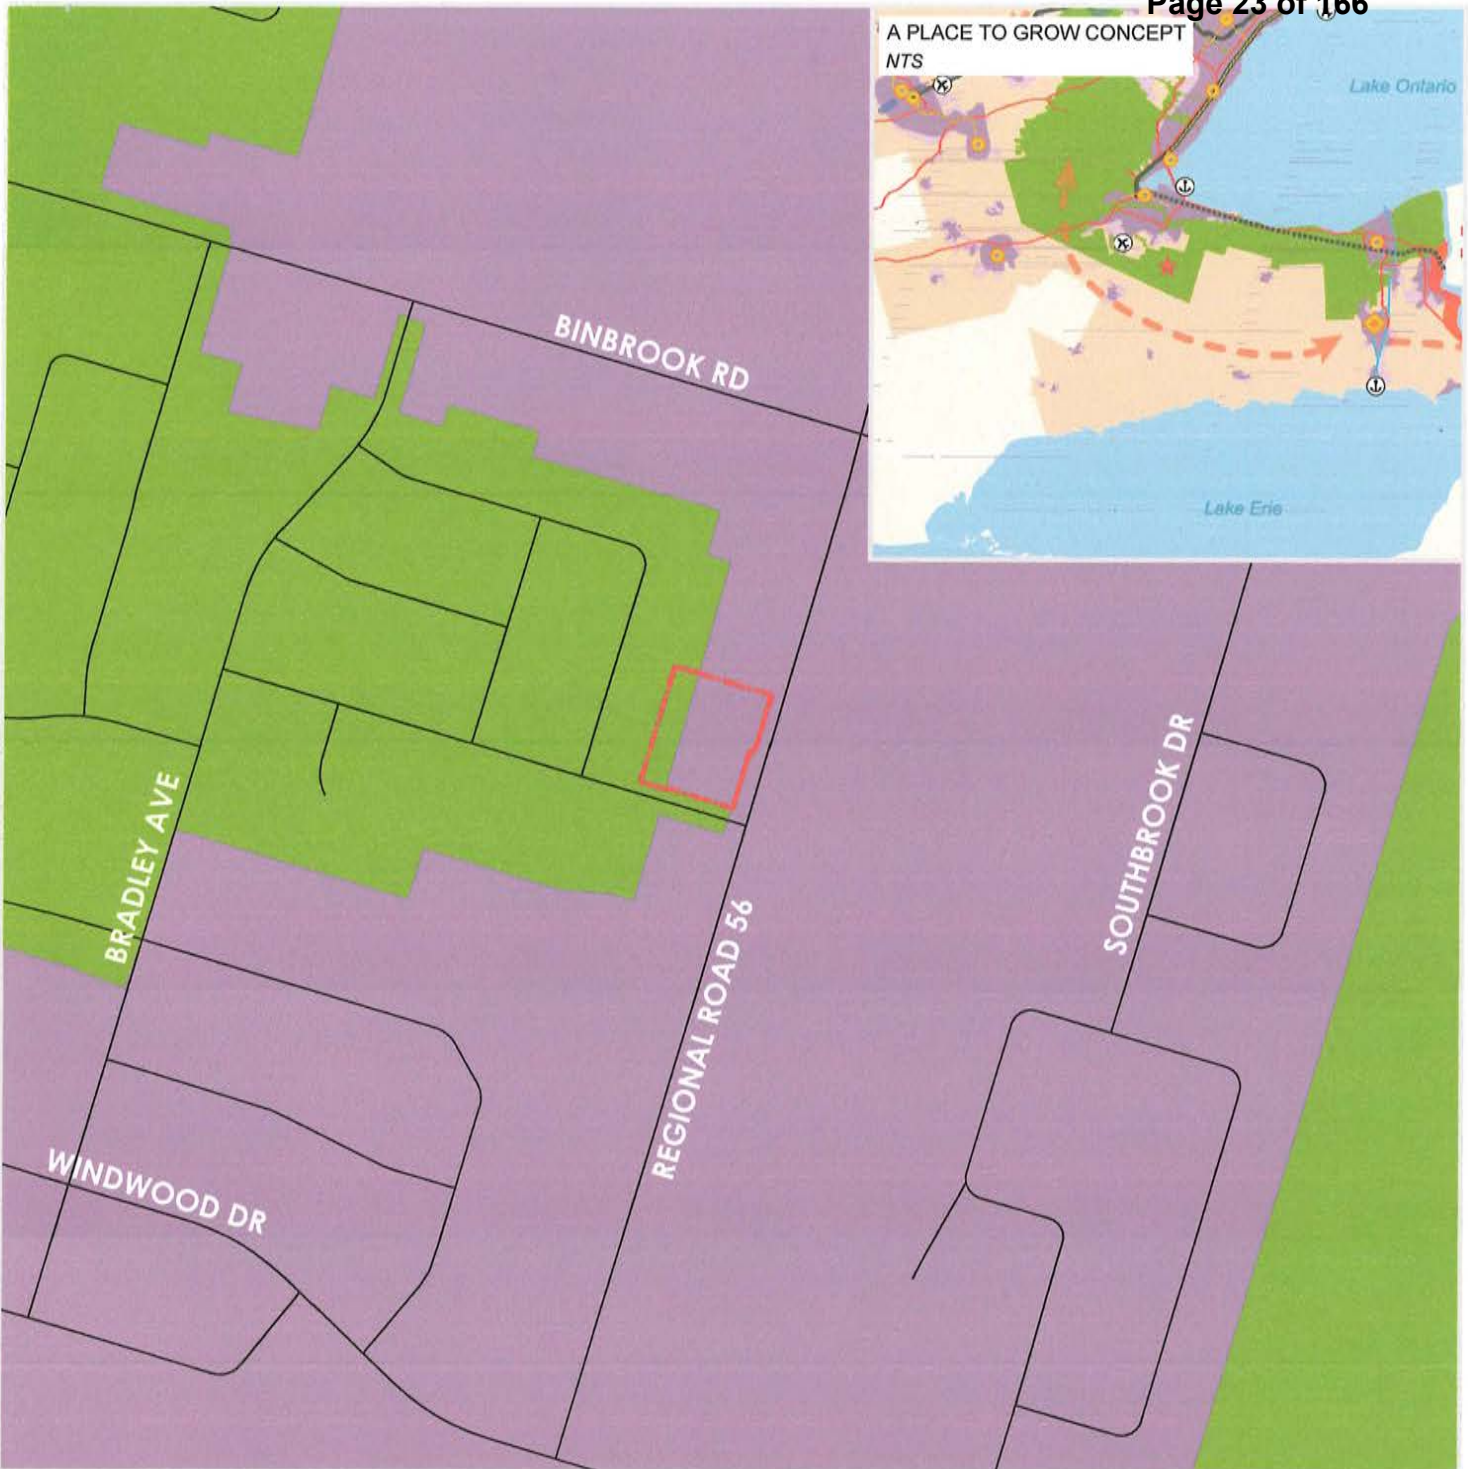 Page 23 of 166
A PLACE TO GROW CONCEPT
NTS
Lake Ontario
BINBROOK RD
Lake Erie
SOUTHBROOK DR
BRADLEY AVE
REGIONAL ROAD 56
WINDWOOD DR